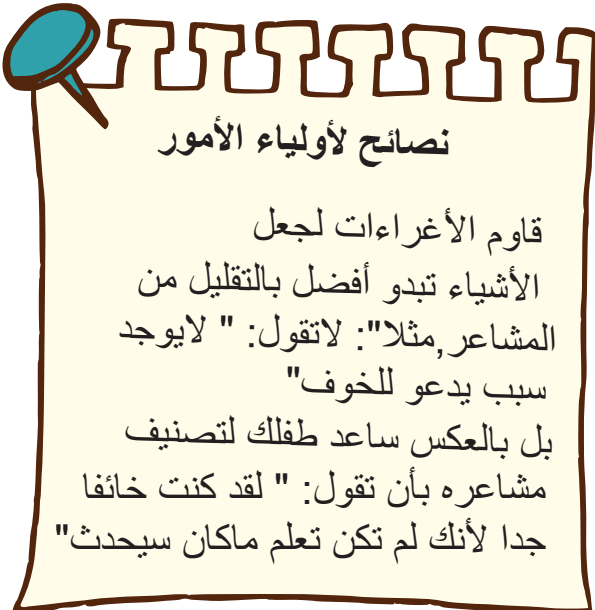 نصائح لأولياء الأمور
قاوم الأغراءات لجعل
الأشياء تبدو أفضل بالتقليل من
المشاعر,مثلا": لاتقول: " لايوجد
سبب يدعو للخوف"
بل بالعكس ساعد طفلك لتصنيف
مشاعره بأن تقول: " لقد كنت خائفا
جدا لأنك لم تكن تعلم ماكان سيحدث"